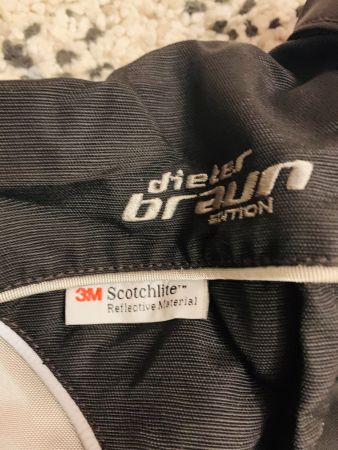 dieter
braun
EDITION
3M Scotchlite™
Reflective Material